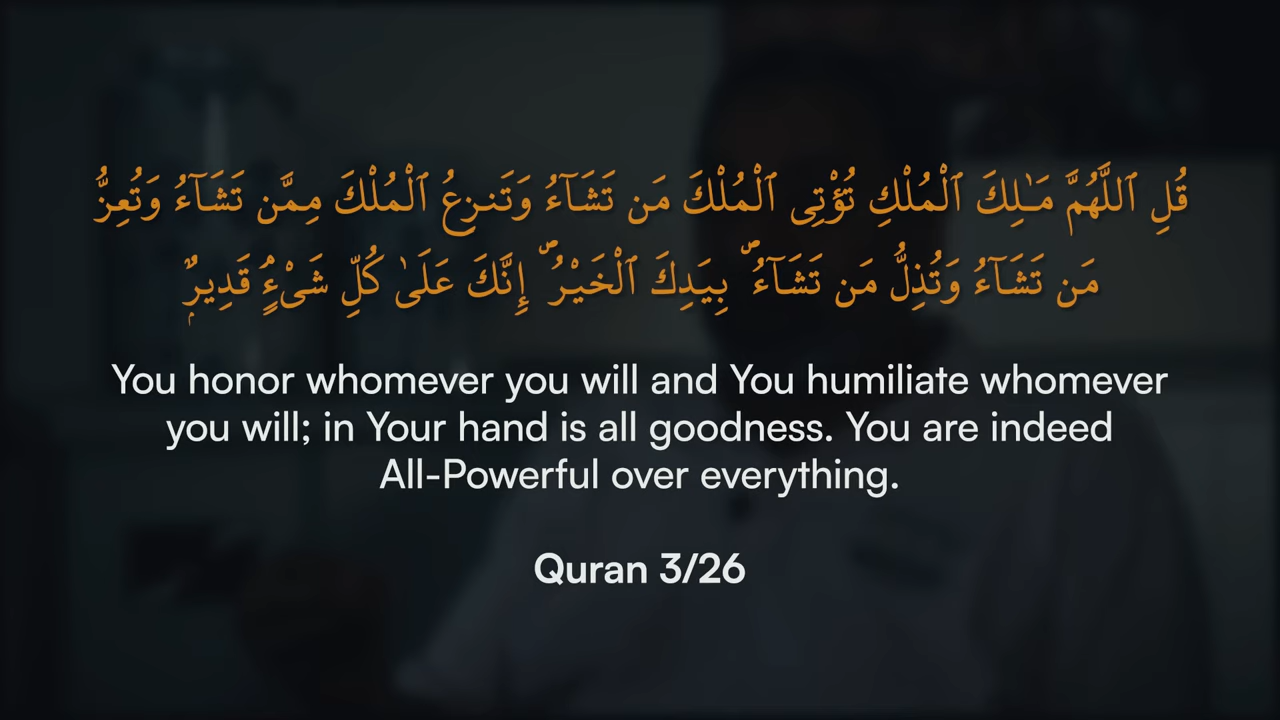 قُلِ ٱللَّهُمَّ مَـٰلِكَ ٱلْمُلْكِ تُؤْتِى ٱلْمُلْكَ مَن تَشَآءُ وَتَنزِعُ ٱلْمُلْكَ مِمَّن تَشَآءُ وَتُعِزُّ
مَن تَشَآءُ وَتُذِلُّ مَن تَشَآءُ ۖ بِيَدِكَ ٱلْخَيْرُ ۖ إِنَّكَ عَلَىٰ كُلِّ شَىْءٍۢ قَدِيرٌۭ
You honor whomever you will and You humiliate whomever
you will; in Your hand is all goodness. You are indeed
All-Powerful over everything.
Quran 3/26